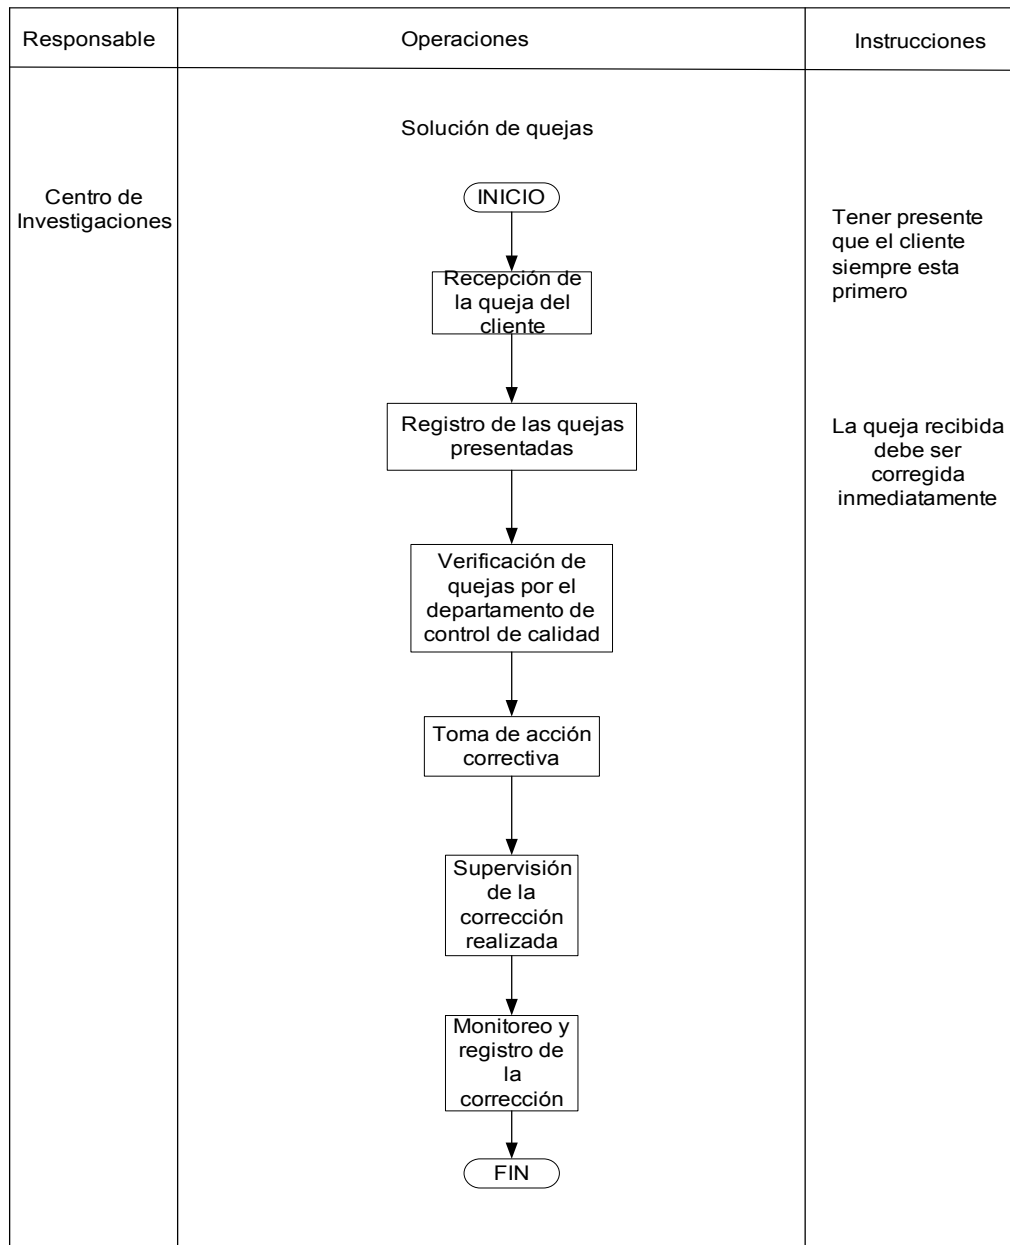 Responsable
Operaciones
Instrucciones
Solución de quejas
Centro de
Investigaciones
INICIO
Tener presente
que el cliente
siempre esta
primero
Recepción de
la queja del
cliente
Registro de las quejas
presentadas
La queja recibida
debe ser
corregida
inmediatamente
Verificación de
quejas por el
departamento de
control de calidad
Toma de acción
correctiva
Supervisión
de la
corrección
realizada
Monitoreo y
registro de
la
corrección
FIN